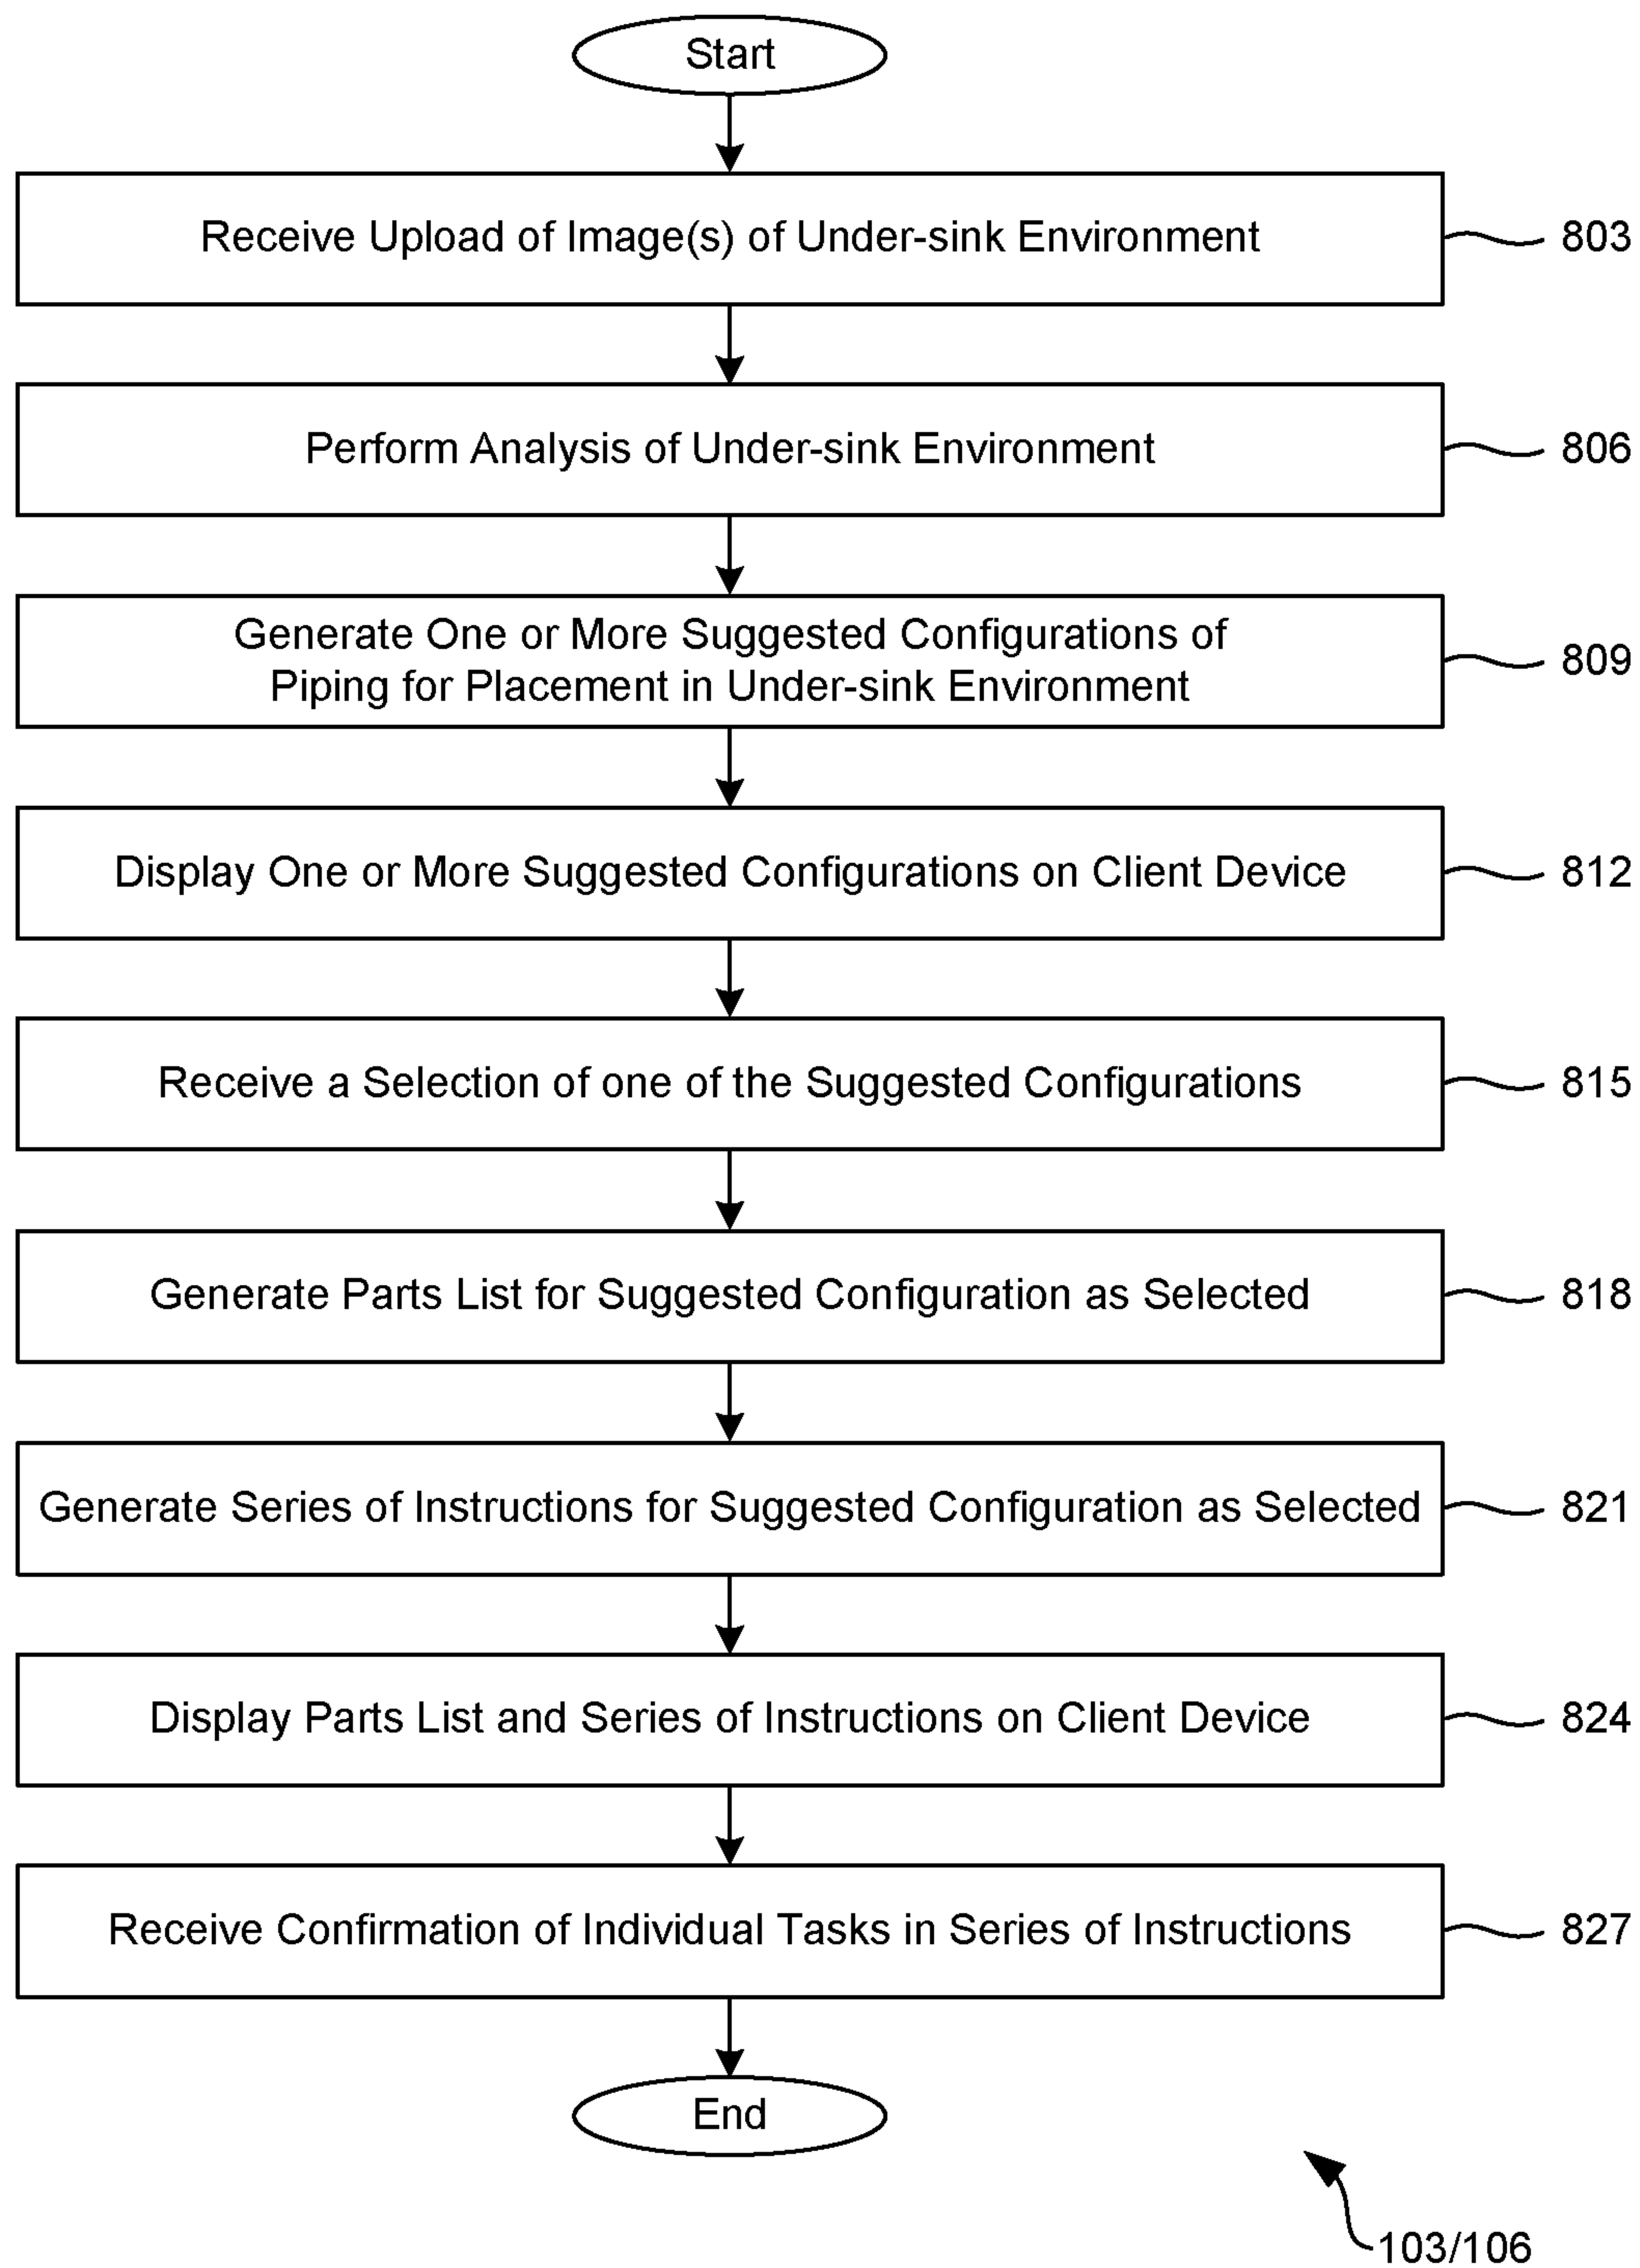 Start
Receive Upload of Image(s) of Under-sink Environment
803
Perform Analysis of Under-sink Environment
806
Generate One or More Suggested Configurations of
Piping for Placement in Under-sink Environment
809
Display One or More Suggested Configurations on Client Device
812
Receive a Selection of one of the Suggested Configurations
815
Generate Parts List for Suggested Configuration as Selected
818
Generate Series of Instructions for Suggested Configuration as Selected
821
Display Parts List and Series of Instructions on Client Device
824
Receive Confirmation of Individual Tasks in Series of Instructions
827
End
103/106